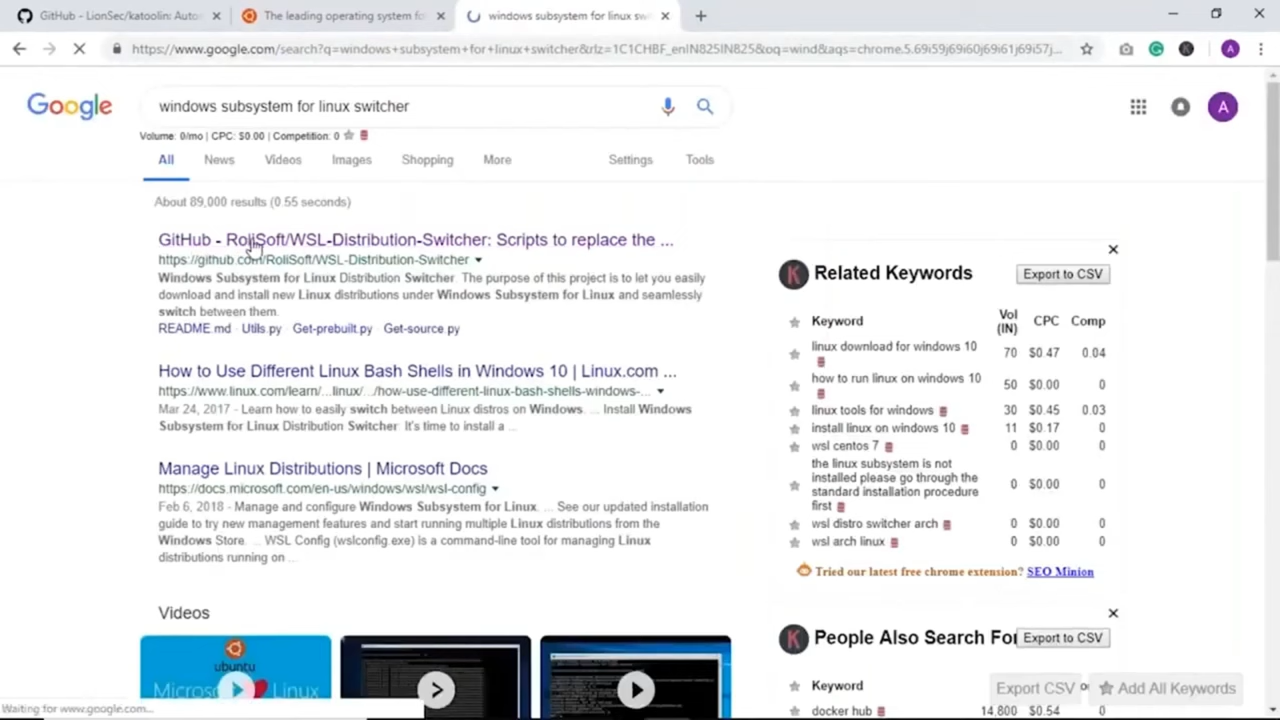 GitHub - LionSec/katoolin: Autom
The leading operating system fo
windows subsystem for linux swi
https://www.google.com/search?q=windows+subsystem+for+linux+switcher&rlz=1C1CHBF_enIN825IN825&oq=wind&aqs=chrome.5.69i59j69i60j69i61j69i57j...
A
Google
windows subsystem for linux switcher
A
Volume: 0/mo | CPC: $0.00 | Competition: 0
All News Videos Images Shopping More Settings Tools
About 89,000 results (0.55 seconds)
GitHub - RoliSoft/WSL-Distribution-Switcher: Scripts to replace the ...
https://github.com/RoliSoft/WSL-Distribution-Switcher
Windows Subsystem for Linux Distribution Switcher. The purpose of this project is to let you easily
download and install new Linux distributions under Windows Subsystem for Linux and seamlessly
switch between them.
README.md · Utils.py · Get-prebuilt.py · Get-source.py
How to Use Different Linux Bash Shells in Windows 10 | Linux.com ...
https://www.linux.com/learn/...linux/.../how-use-different-linux-bash-shells-windows-...
Mar 24, 2017 - Learn how to easily switch between Linux distros on Windows. ... Install Windows
Subsystem for Linux Distribution Switcher. It's time to install a ...
Manage Linux Distributions | Microsoft Docs
https://docs.microsoft.com/en-us/windows/wsl/wsl-config
Feb 6, 2018 - Manage and configure Windows Subsystem for Linux. ... See our updated installation
guide to try new management features and start running multiple Linux distributions from the
Windows Store. ... WSL Config (wslconfig.exe) is a command-line tool for managing Linux
distributions running on ...
Videos
ubuntu
Microsoft
Waiting for www.google.com...
K Related Keywords Export to CSV
Keyword Vol (IN) CPC Comp
linux download for windows 10 70 $0.47 0.04
how to run linux on windows 10 50 $0.00 0
linux tools for windows 30 $0.45 0.03
install linux on windows 10 11 $0.17 0
wsl centos 7 0 $0.00 0
the linux subsystem is not
installed please go through the
standard installation procedure
first 0 $0.00 0
wsl distro switcher arch 0 $0.00 0
wsl arch linux 0 $0.00 0
Tried our latest free chrome extension? SEO Minion
K People Also Search For Export to CSV
Keyword CSV Add All Keywords
docker hub 14,800 $0.54 0